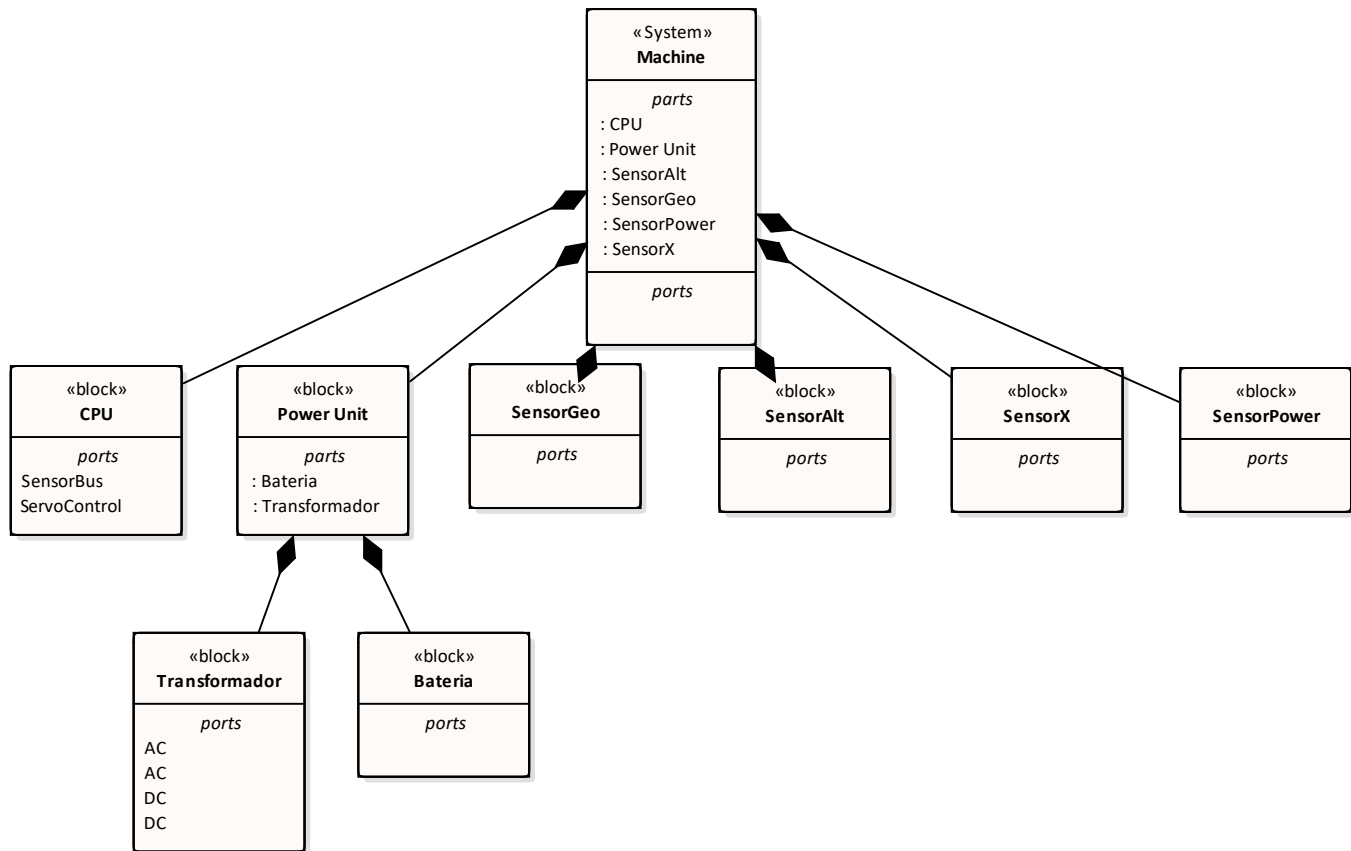 «System»
Machine
parts
: CPU
: Power Unit
: SensorAlt
: SensorGeo
: SensorPower
: SensorX
ports
«block»
CPU
ports
SensorBus
ServoControl
«block»
Power Unit
parts
: Bateria
: Transformador
«block»
SensorGeo
ports
«block»
SensorAlt
ports
«block»
SensorX
ports
«block»
SensorPower
ports
«block»
Transformador
ports
AC
AC
DC
DC
«block»
Bateria
ports